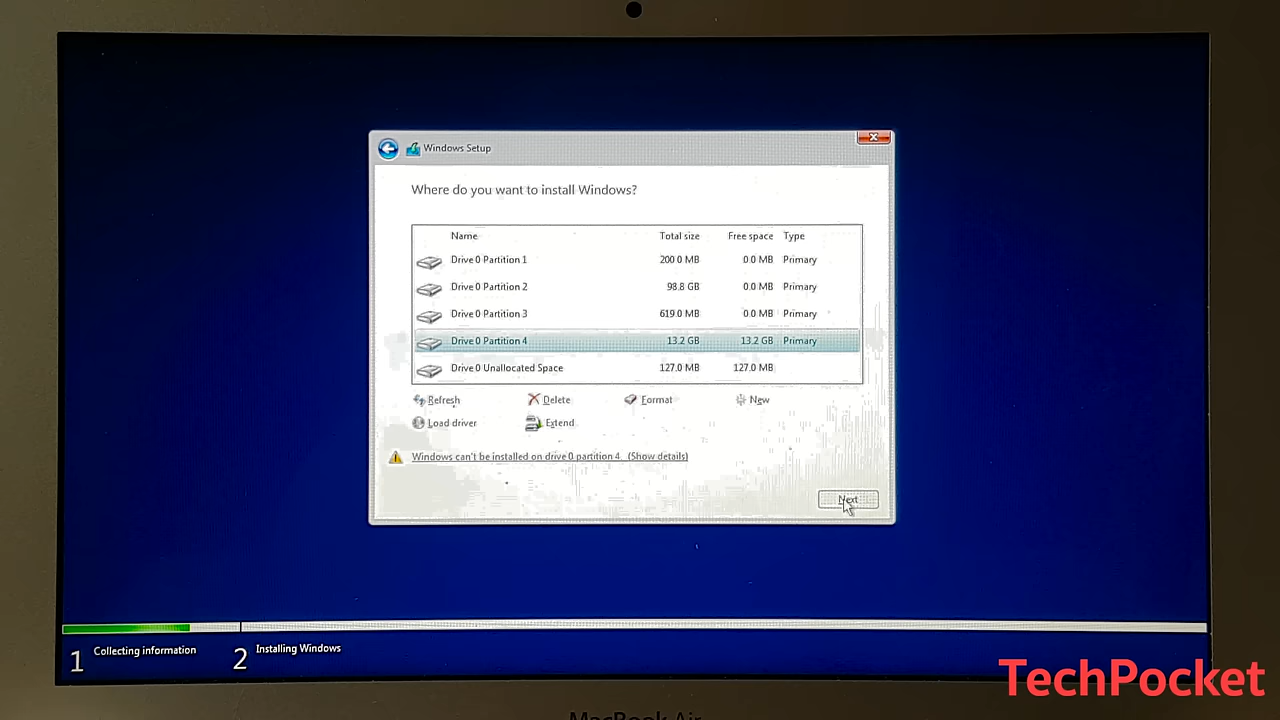 Windows Setup
Where do you want to install Windows?
Name Total size Free space Type
Drive 0 Partition 1 200.0 MB 0.0 MB Primary
Drive 0 Partition 2 98.8 GB 0.0 MB Primary
Drive 0 Partition 3 619.0 MB 0.0 MB Primary
Drive 0 Partition 4 13.2 GB 13.2 GB Primary
Drive 0 Unallocated Space 127.0 MB 127.0 MB
Refresh Delete Format New
Load driver Extend
Windows can't be installed on drive 0 partition 4. (Show details)
Next
1 Collecting information 2 Installing Windows
TechPocket
MacBook Air